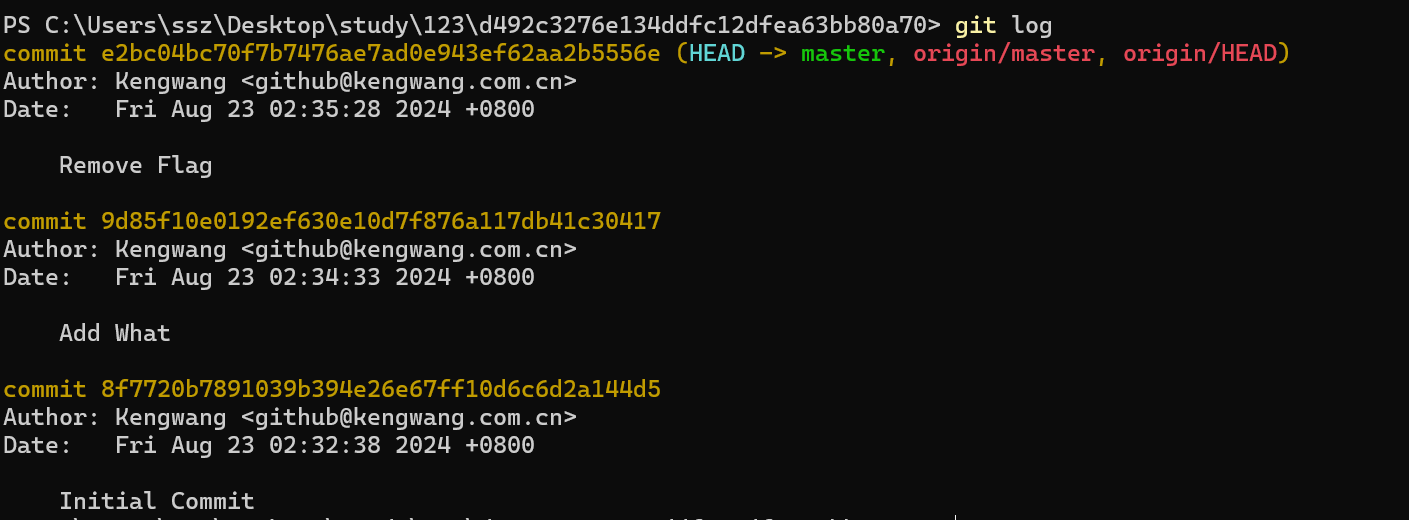 PS C:\Users\ssz\Desktop\study\123\d492c3276e134ddfc12dfea63bb80a70> git log
commit e2bc04bc70f7b7476ae7ad0e943ef62aa2b5556e (HEAD -> master, origin/master, origin/HEAD)
Author: Kengwang <github@kengwang.com.cn>
Date:   Fri Aug 23 02:35:28 2024 +0800
    Remove Flag
commit 9d85f10e0192ef630e10d7f876a117db41c30417
Author: Kengwang <github@kengwang.com.cn>
Date:   Fri Aug 23 02:34:33 2024 +0800
    Add What
commit 8f7720b7891039b394e26e67ff10d6c6d2a144d5
Author: Kengwang <github@kengwang.com.cn>
Date:   Fri Aug 23 02:32:38 2024 +0800
    Initial Commit